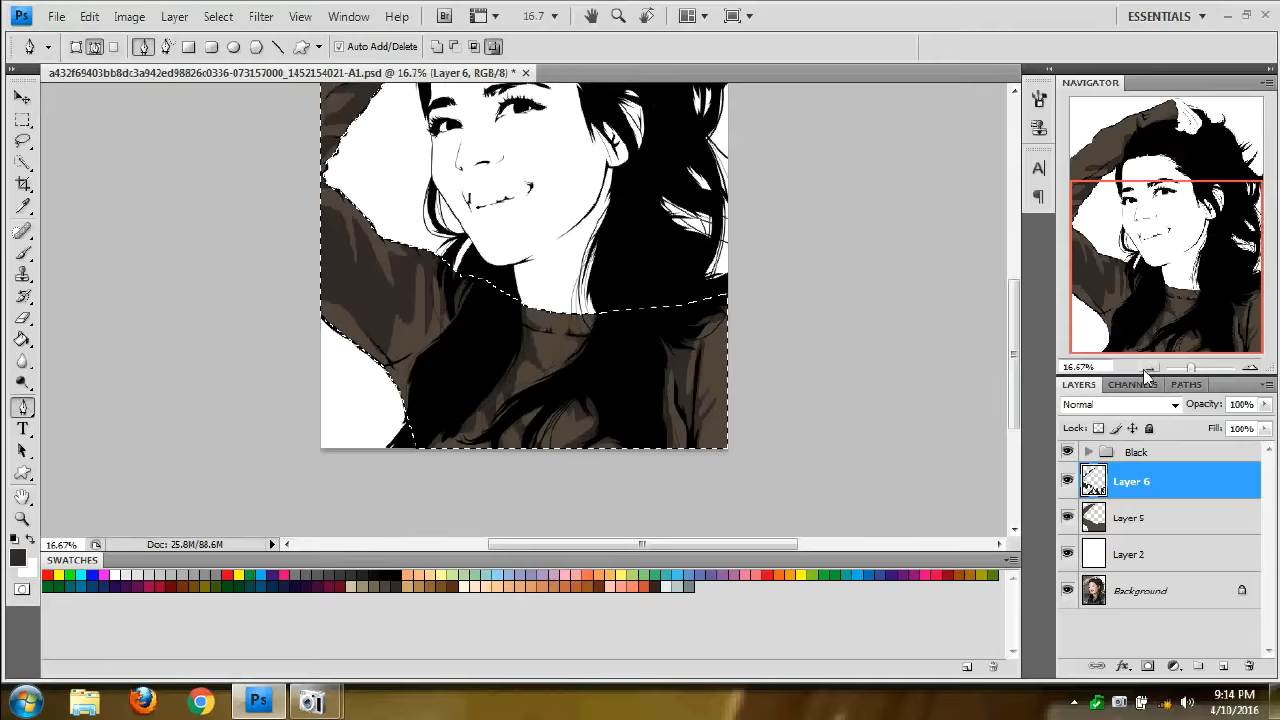 Ps File Edit Image Layer Select Filter View Window Help Br 16.7 ESSENTIALS
Auto Add/Delete
a432f69403bb8dc3a942ed98826c0336-073157000_1452154021-A1.psd @ 16.7% (Layer 6, RGB/8) *
NAVIGATOR
16.67%
LAYERS CHANNELS PATHS
Normal Opacity: 100%
Lock: Fill: 100%
Black
Layer 6
Layer 5
Layer 2
Background
16.67% Doc: 25.8M/88.6M
SWATCHES
Ps
9:14 PM
4/10/2016